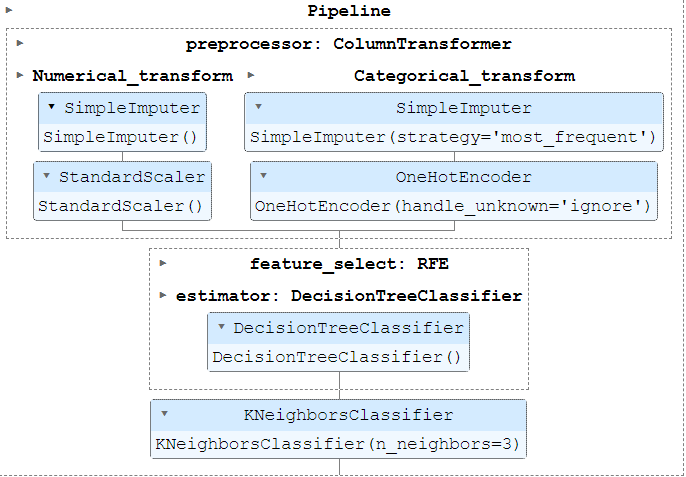 Pipeline
preprocessor: ColumnTransformer
Numerical_transform
Categorical_transform
SimpleImputer
SimpleImputer()
SimpleImputer
SimpleImputer(strategy='most_frequent')
StandardScaler
StandardScaler()
OneHotEncoder
OneHotEncoder(handle_unknown='ignore')
feature_select: RFE
estimator: DecisionTreeClassifier
DecisionTreeClassifier
DecisionTreeClassifier()
KNeighborsClassifier
KNeighborsClassifier(n_neighbors=3)